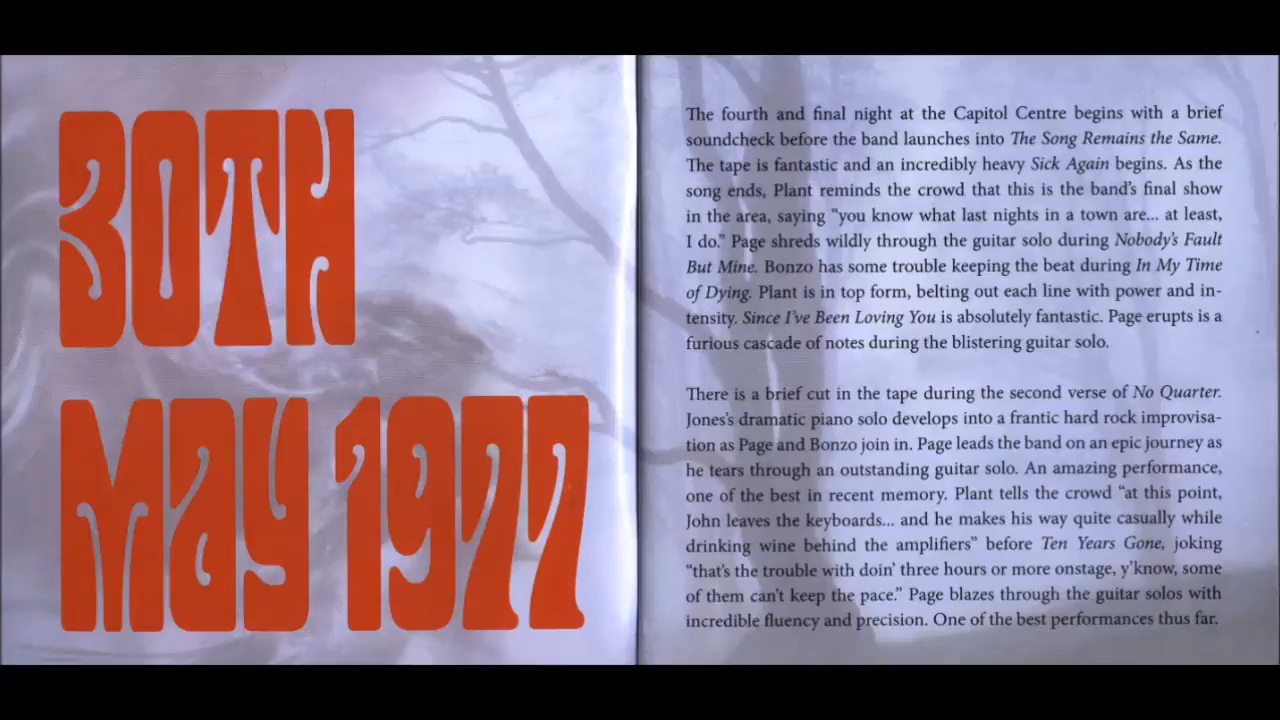 30TH
May 1977
The fourth and final night at the Capitol Centre begins with a brief
soundcheck before the band launches into The Song Remains the Same.
The tape is fantastic and an incredibly heavy Sick Again begins. As the
song ends, Plant reminds the crowd that this is the band's final show
in the area, saying “you know what last nights in a town are... at least,
I do.” Page shreds wildly through the guitar solo during Nobody's Fault
But Mine. Bonzo has some trouble keeping the beat during In My Time
of Dying. Plant is in top form, belting out each line with power and in-
tensity. Since I've Been Loving You is absolutely fantastic. Page erupts is a
furious cascade of notes during the blistering guitar solo.
There is a brief cut in the tape during the second verse of No Quarter.
Jones's dramatic piano solo develops into a frantic hard rock improvisa-
tion as Page and Bonzo join in. Page leads the band on an epic journey as
he tears through an outstanding guitar solo. An amazing performance,
one of the best in recent memory. Plant tells the crowd “at this point,
John leaves the keyboards... and he makes his way quite casually while
drinking wine behind the amplifiers” before Ten Years Gone, joking
“that's the trouble with doin' three hours or more onstage, y'know, some
of them can't keep the pace.” Page blazes through the guitar solos with
incredible fluency and precision. One of the best performances thus far.